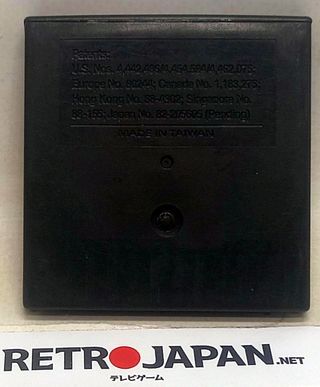 Patents:
U.S. Nos. 4,442,486/4,454,594/4,462,076;
Europe No. 80244; Canada No. 1,183,276;
Hong Kong No. 88-4302; Singapore No.
88-155; Japan No. 82-205605 (Pending)
MADE IN TAIWAN
RETROJAPAN.NET
テレビゲーム